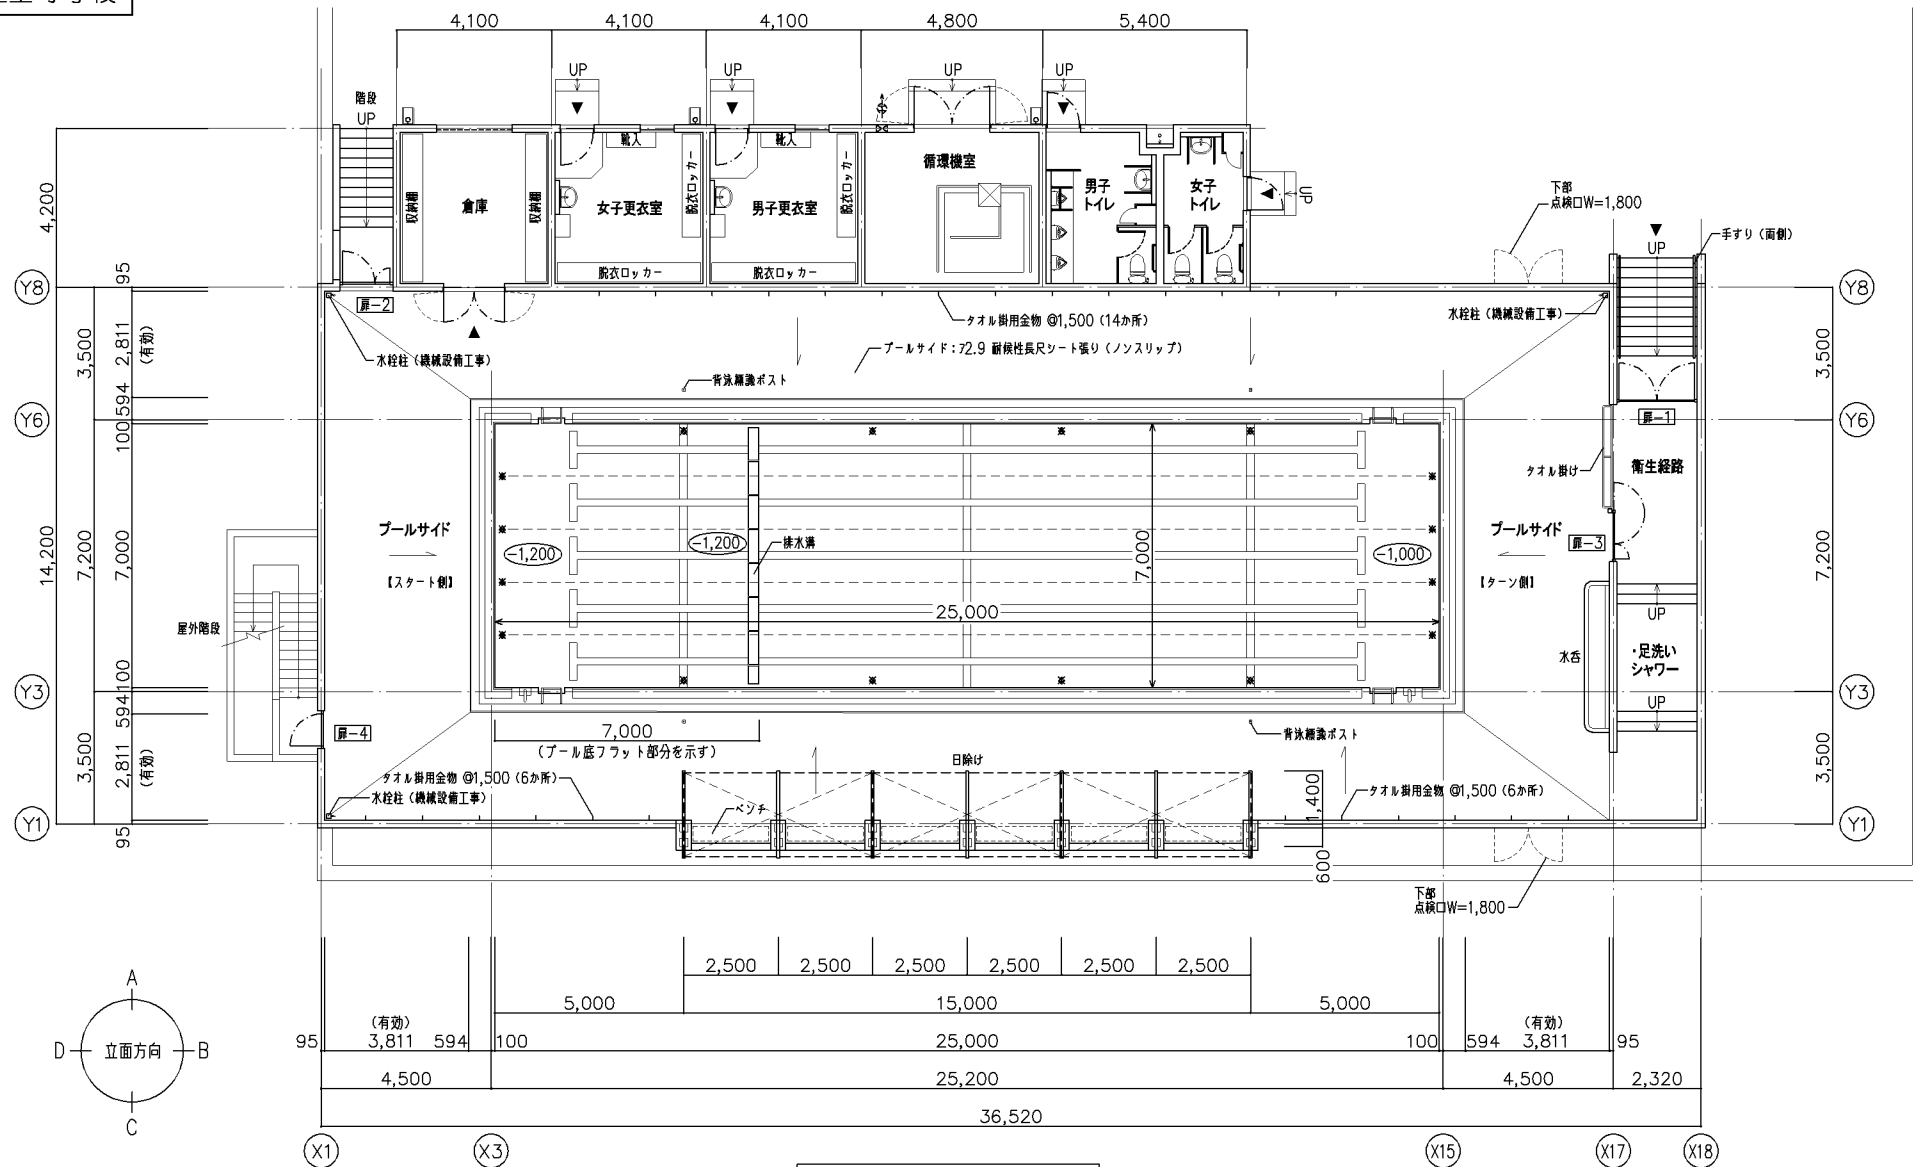 4,100
4,100
4,100
4,800
5,400
階段
UP
UP
UP
UP
UP
UP
靴入
靴入
収納棚
倉庫
収納棚
女子更衣室
脱衣ロッカー
脱衣ロッカー
男子更衣室
脱衣ロッカー
脱衣ロッカー
循環機室
男子
トイレ
女子
トイレ
下部
点検口W=1,800
UP
手すり(両側)
4,200
95
Y8
Y8
扉-2
水栓柱(機械設備工事)
タオル掛用金物 @1,500 (14か所)
プールサイド:ア2.9 耐候性長尺シート張り(ノンスリップ)
水栓柱(機械設備工事)
3,500
2,811
(有効)
594
3,500
背泳標識ポスト
Y6
Y6
100
扉-1
タオル掛け
衛生経路
プールサイド
【スタート側】
-1,200
-1,200
排水溝
7,000
25,000
-1,000
プールサイド
【ターン側】
扉-3
14,200
7,200
7,000
7,200
屋外階段
水呑
UP
・足洗い
シャワー
UP
100
Y3
Y3
594
扉-4
7,000
(プール底フラット部分を示す)
背泳標識ポスト
日除け
3,500
2,811
(有効)
3,500
タオル掛用金物 @1,500 (6か所)
水栓柱(機械設備工事)
ベンチ
1,400
タオル掛用金物 @1,500 (6か所)
Y1
Y1
95
600
下部
点検口W=1,800
2,500
2,500
2,500
2,500
2,500
2,500
5,000
15,000
5,000
95
(有効)
3,811
594
100
25,000
100
594
(有効)
3,811
95
4,500
25,200
4,500
2,320
36,520
A
D
立面方向
B
C
X1
X3
X15
X17
X18